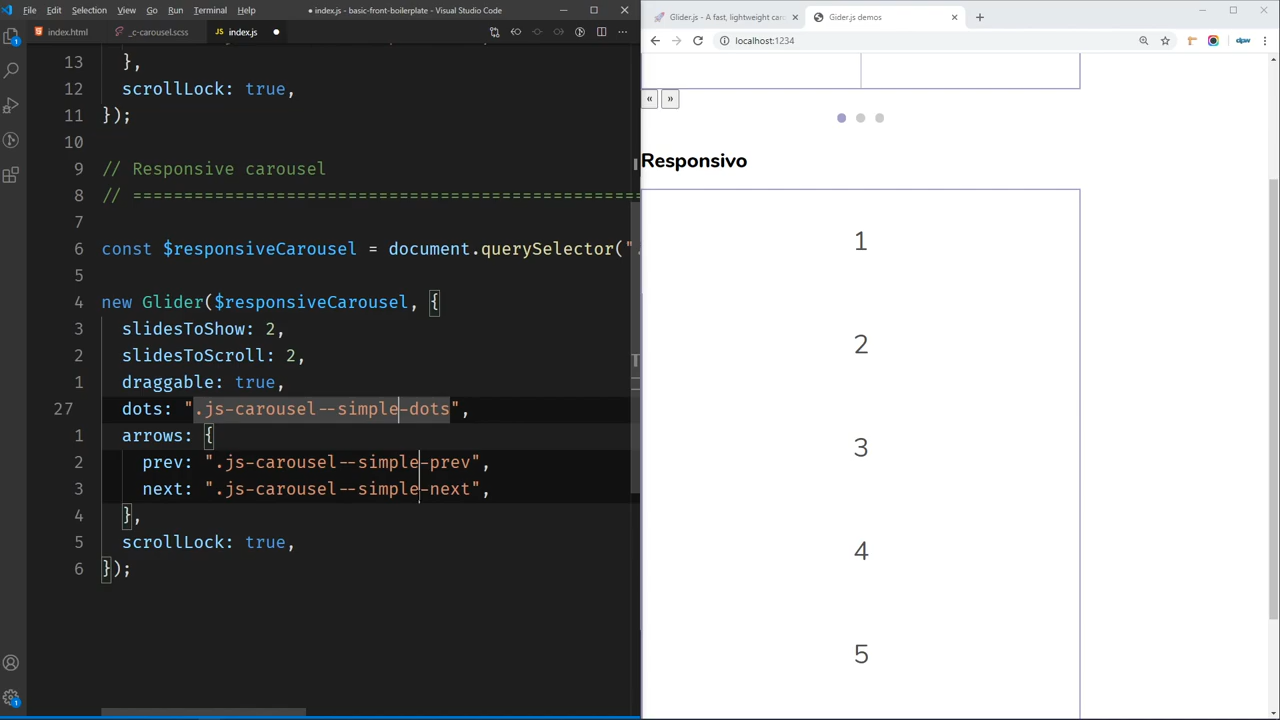 File Edit Selection View Go Run Terminal Help
● index.js - basic-front-boilerplate - Visual Studio Code
index.html
_c-carousel.scss
index.js
13 },
12 scrollLock: true,
11 });
10
9 // Responsive carousel
8 // ==================================================
7
6 const $responsiveCarousel = document.querySelector(".
5
4 new Glider($responsiveCarousel, {
3 slidesToShow: 2,
2 slidesToScroll: 2,
1 draggable: true,
27 dots: ".js-carousel--simple-dots",
1 arrows: {
2 prev: ".js-carousel--simple-prev",
3 next: ".js-carousel--simple-next",
4 },
5 scrollLock: true,
6 });
Glider.js - A fast, lightweight car
Gider.js demos
localhost:1234
dpw
« »
Responsivo
1
2
3
4
5